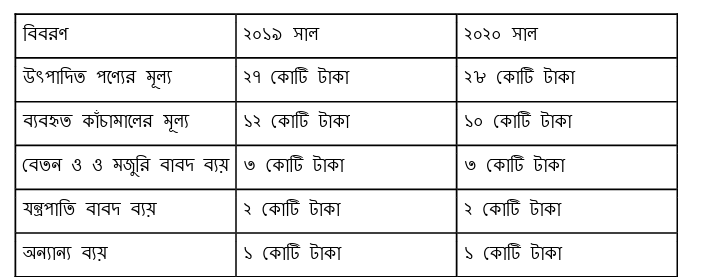 বিবরণ ২০১৯ সাল ২০২০ সাল
উৎপাদিত পণ্যের মূল্য ২৭ কোটি টাকা ২৮ কোটি টাকা
ব্যবহৃত কাঁচামালের মূল্য ১২ কোটি টাকা ১০ কোটি টাকা
বেতন ও ও মজুরি বাবদ ব্যয় ৩ কোটি টাকা ৩ কোটি টাকা
যন্ত্রপাতি বাবদ ব্যয় ২ কোটি টাকা ২ কোটি টাকা
অন্যান্য ব্যয় ১ কোটি টাকা ১ কোটি টাকা